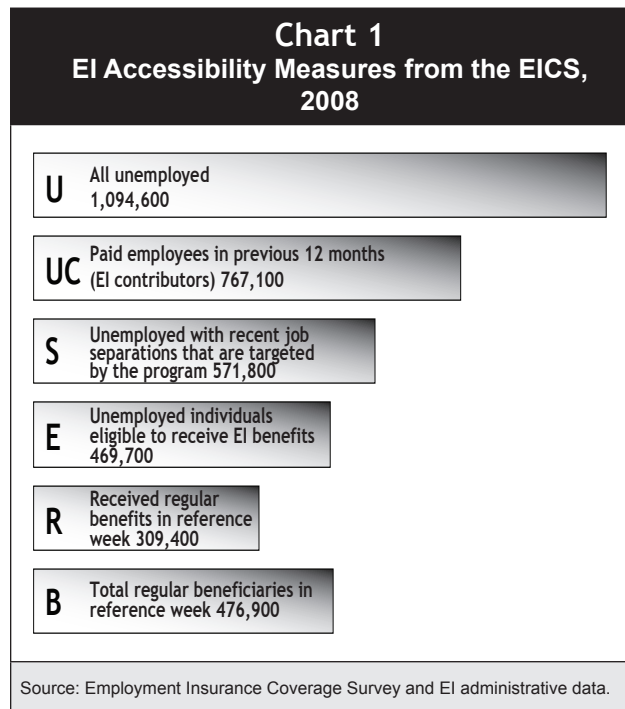 Chart 1
EI Accessibility Measures from the EICS,
2008
U
All unemployed
1,094,600
UC
Paid employees in previous 12 months
(EI contributors) 767,100
S
Unemployed with recent job
separations that are targeted
by the program 571,800
E
Unemployed individuals
eligible to receive EI benefits
469,700
R
Received regular
benefits in reference
week 309,400
B
Total regular beneficiaries in
reference week 476,900
Source: Employment Insurance Coverage Survey and EI administrative data.